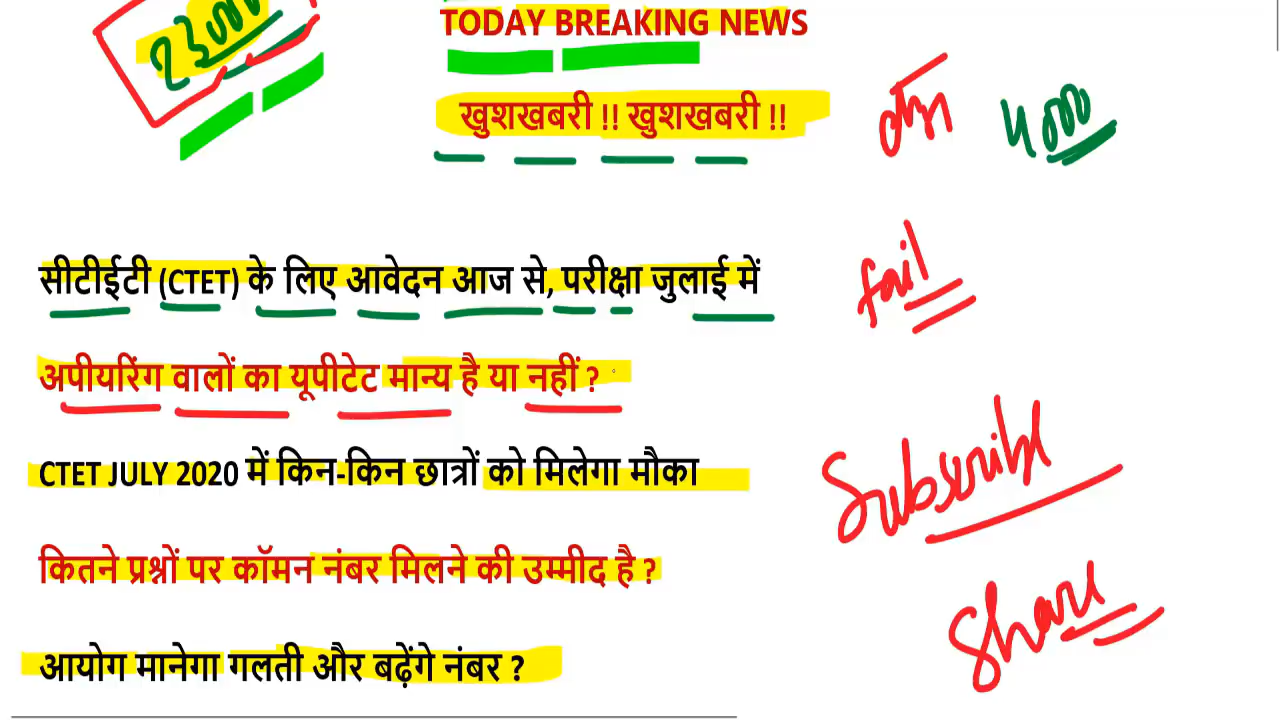 23000
TODAY BREAKING NEWS
खुशखबरी !! खुशखबरी !!
4000
सीटीईटी (CTET) के लिए आवेदन आज से, परीक्षा जुलाई में
fail
अपीयरिंग वालों का यूपीटेट मान्य है या नहीं ?
CTET JULY 2020 में किन-किन छात्रों को मिलेगा मौका
Subscribe
कितने प्रश्नों पर कॉमन नंबर मिलने की उम्मीद है ?
Share
आयोग मानेगा गलती और बढ़ेंगे नंबर ?